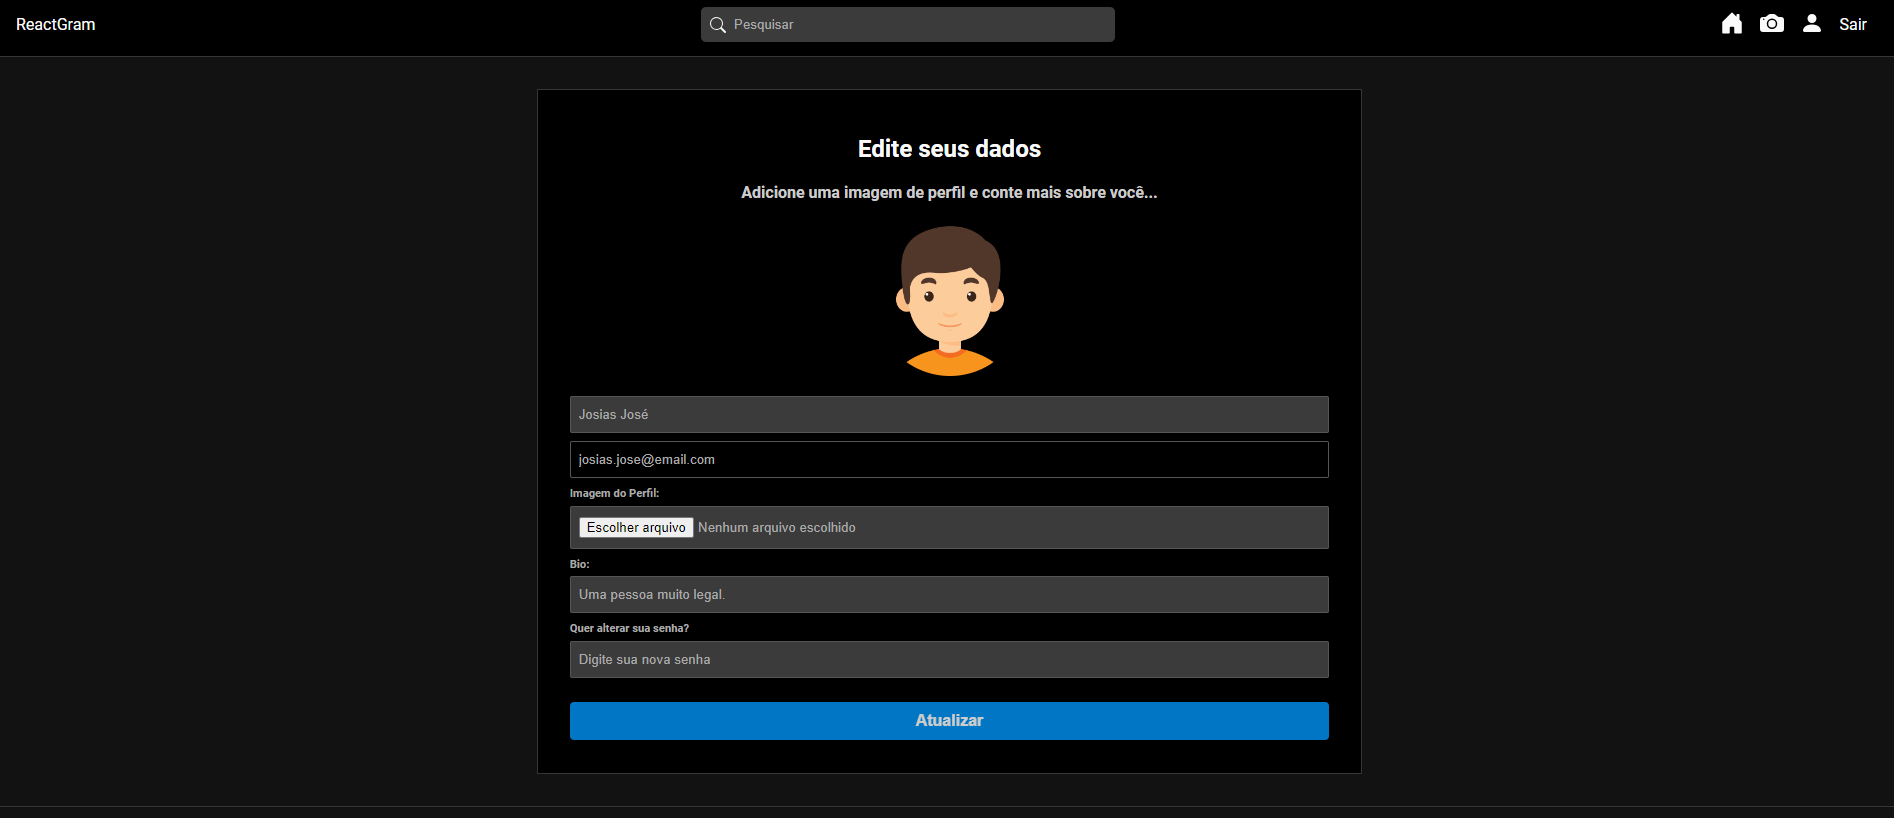 ReactGram
Pesquisar
Sair
Edite seus dados
Adicione uma imagem de perfil e conte mais sobre você...
Josias José
josias.jose@email.com
Imagem do Perfil:
Escolher arquivo Nenhum arquivo escolhido
Bio:
Uma pessoa muito legal.
Quer alterar sua senha?
Digite sua nova senha
Atualizar